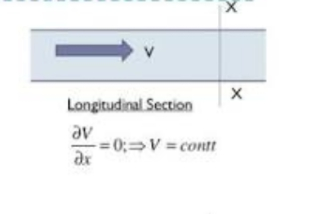 X
V
X
Longitudinal Section
∂V/∂x = 0; ⇒ V = contt